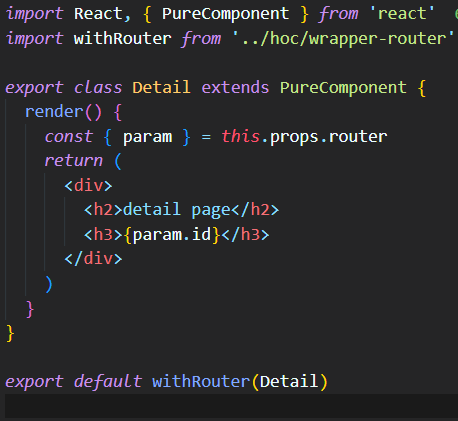 import React, { PureComponent } from 'react'
import withRouter from '../hoc/wrapper-router'
export class Detail extends PureComponent {
render() {
const { param } = this.props.router
return (
<div>
<h2>detail page</h2>
<h3>{param.id}</h3>
</div>
)
}
}
export default withRouter(Detail)